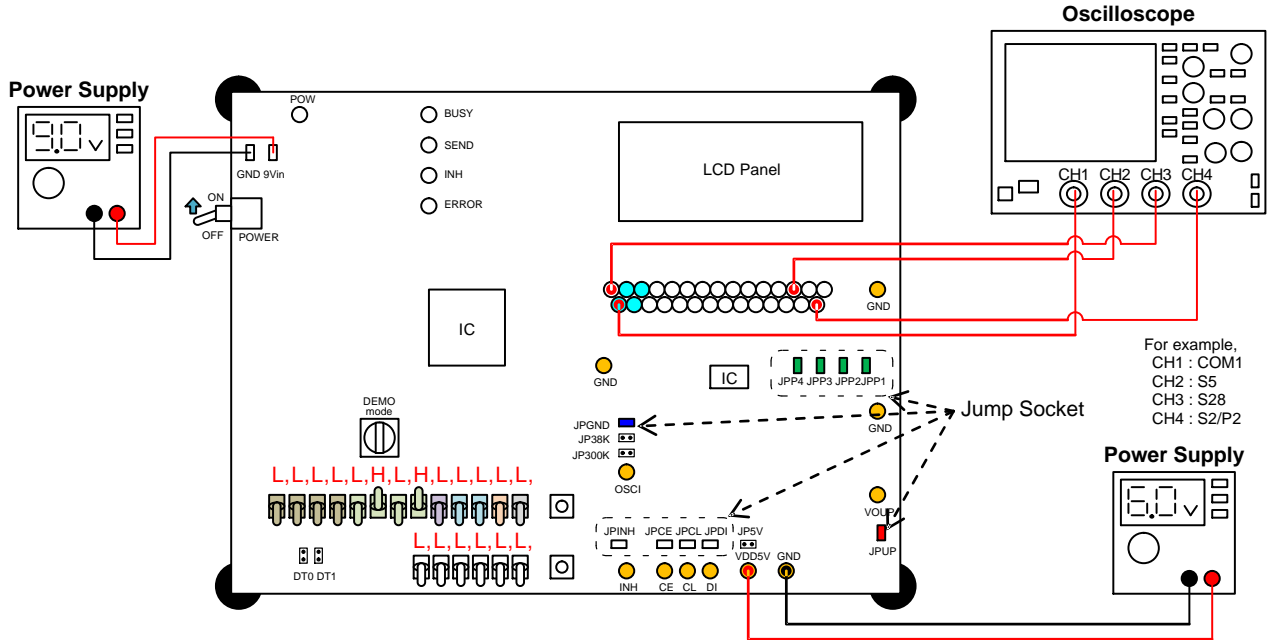 Oscilloscope
Power Supply
9.0 v
POW
BUSY
SEND
INH
ERROR
LCD Panel
CH1 CH2 CH3 CH4
GND 9Vin
ON
OFF
POWER
GND
IC
For example,
CH1 : COM1
CH2 : S5
CH3 : S28
CH4 : S2/P2
GND
IC
JPP4 JPP3 JPP2 JPP1
DEMO
mode
JPGND
JP38K
JP300K
Jump Socket
GND
Power Supply
L,L,L,L,L,H,L,H,L,L,L,L,L,
OSCI
6.0 v
VOUP
JPINH JPCE JPCL JPDI JP5V
L,L,L,L,L,L,
JPUP
DT0 DT1
VDD5V GND
INH CE CL DI